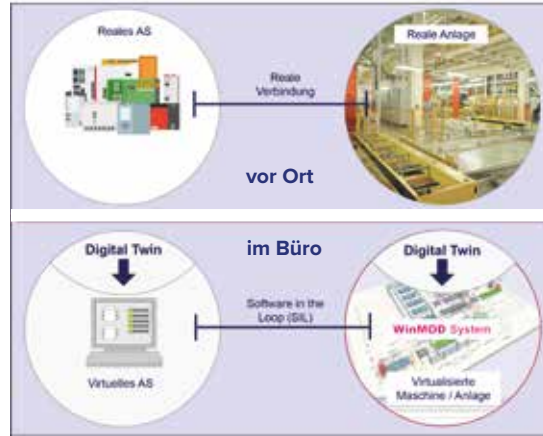 Reales AS
Reale Anlage
Reale
Verbindung
vor Ort
im Büro
Digital Twin
Digital Twin
Software in the
Loop (SIL)
WinMOD System
Virtuelles AS
Virtualisierte
Maschine / Anlage